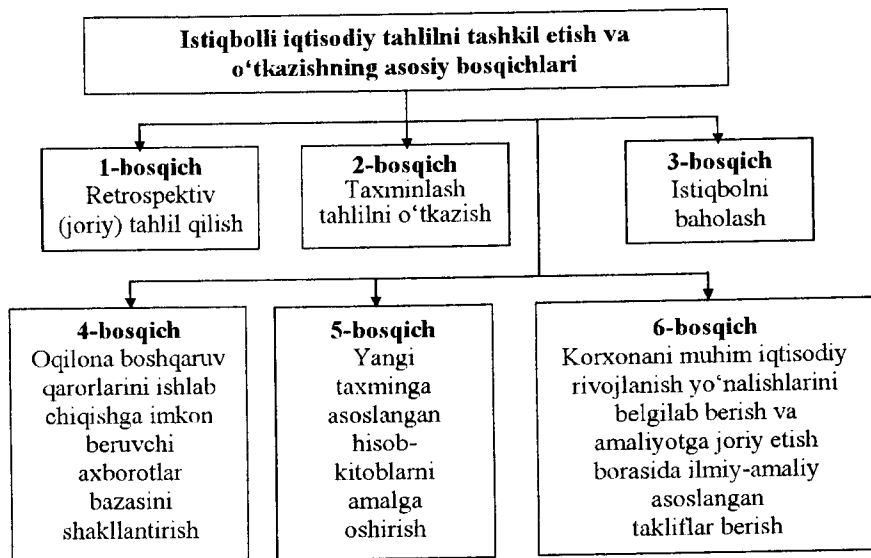 Istiqbolli iqtisodiy tahlilni tashkil etish va
o‘tkazishning asosiy bosqichlari
1-bosqich
Retrospektiv
(joriy) tahlil qilish
2-bosqich
Taxminlash
tahlilni o‘tkazish
3-bosqich
Istiqbolni
baholash
4-bosqich
Oqilona boshqaruv
qarorlarini ishlab
chiqishga imkon
beruvchi
axborotlar
bazasini
shakllantirish
5-bosqich
Yangi
taxminga
asoslangan
hisob-
kitoblarni
amalga
oshirish
6-bosqich
Korxonani muhim iqtisodiy
rivojlanish yo‘nalishlarini
belgilab berish va
amaliyotga joriy etish
borasida ilmiy-amaliy
asoslangan
takliflar berish